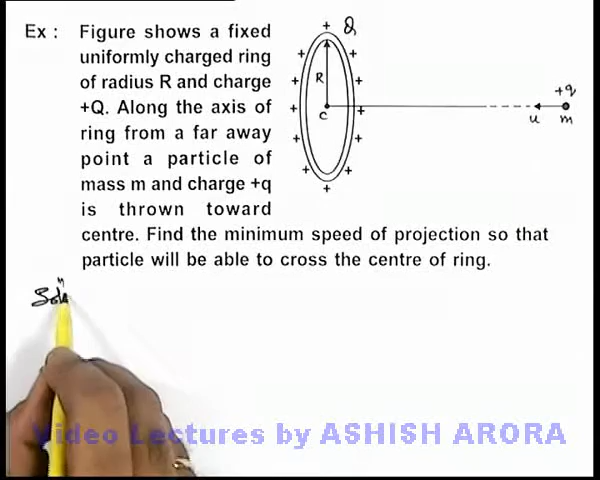 Ex : Figure shows a fixed
uniformly charged ring
of radius R and charge
+Q. Along the axis of
ring from a far away
point a particle of
mass m and charge +q
is thrown toward
centre. Find the minimum speed of projection so that
particle will be able to cross the centre of ring.
Q
R
C
+q
u
m
Soln
Video Lectures by ASHISH ARORA